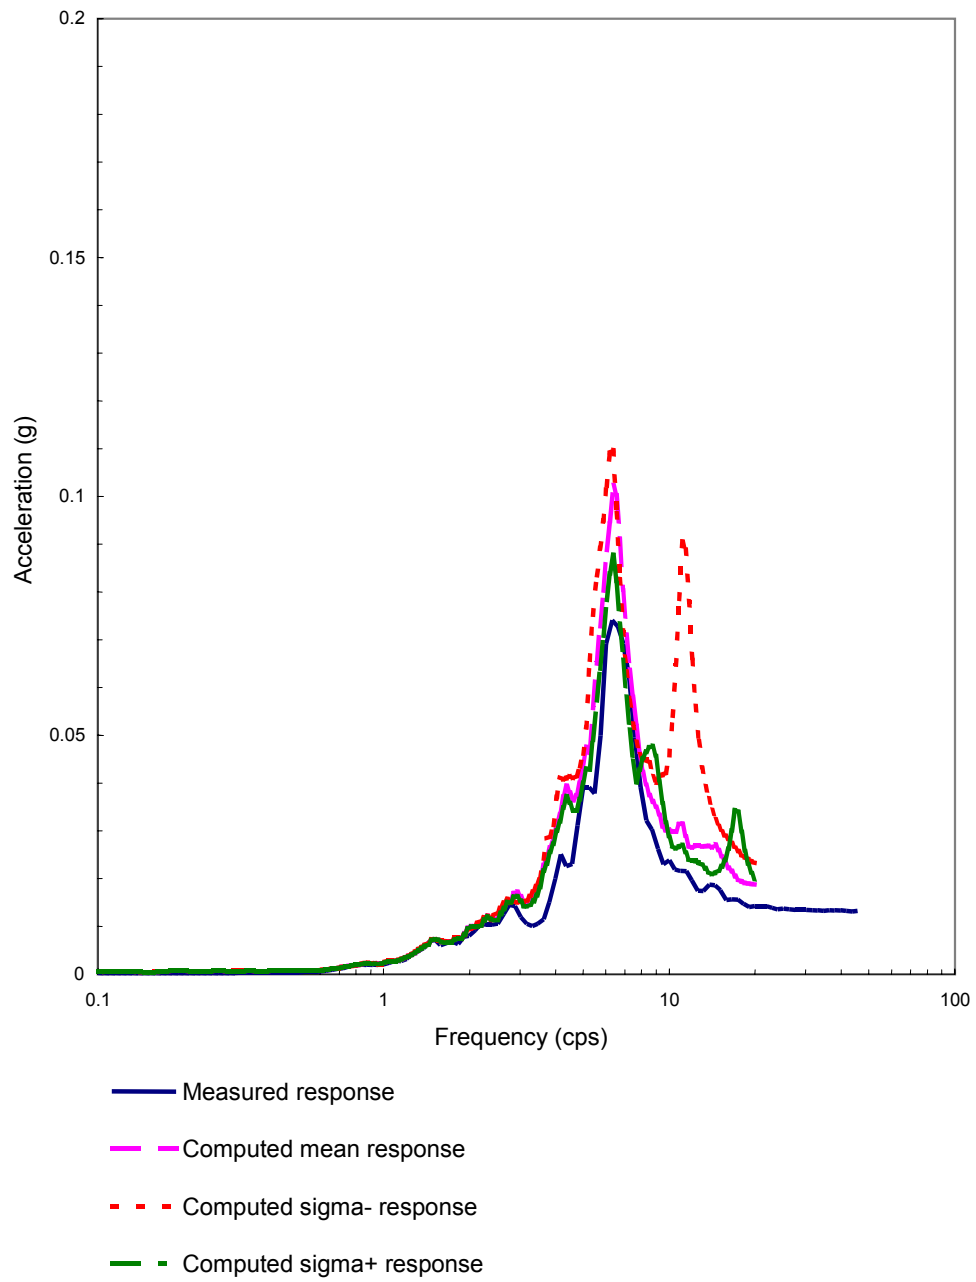 0.2
0.15
0.1
0.05
0
Acceleration (g)
0.1
1
10
100
Frequency (cps)
Measured response
Computed mean response
Computed sigma- response
Computed sigma+ response